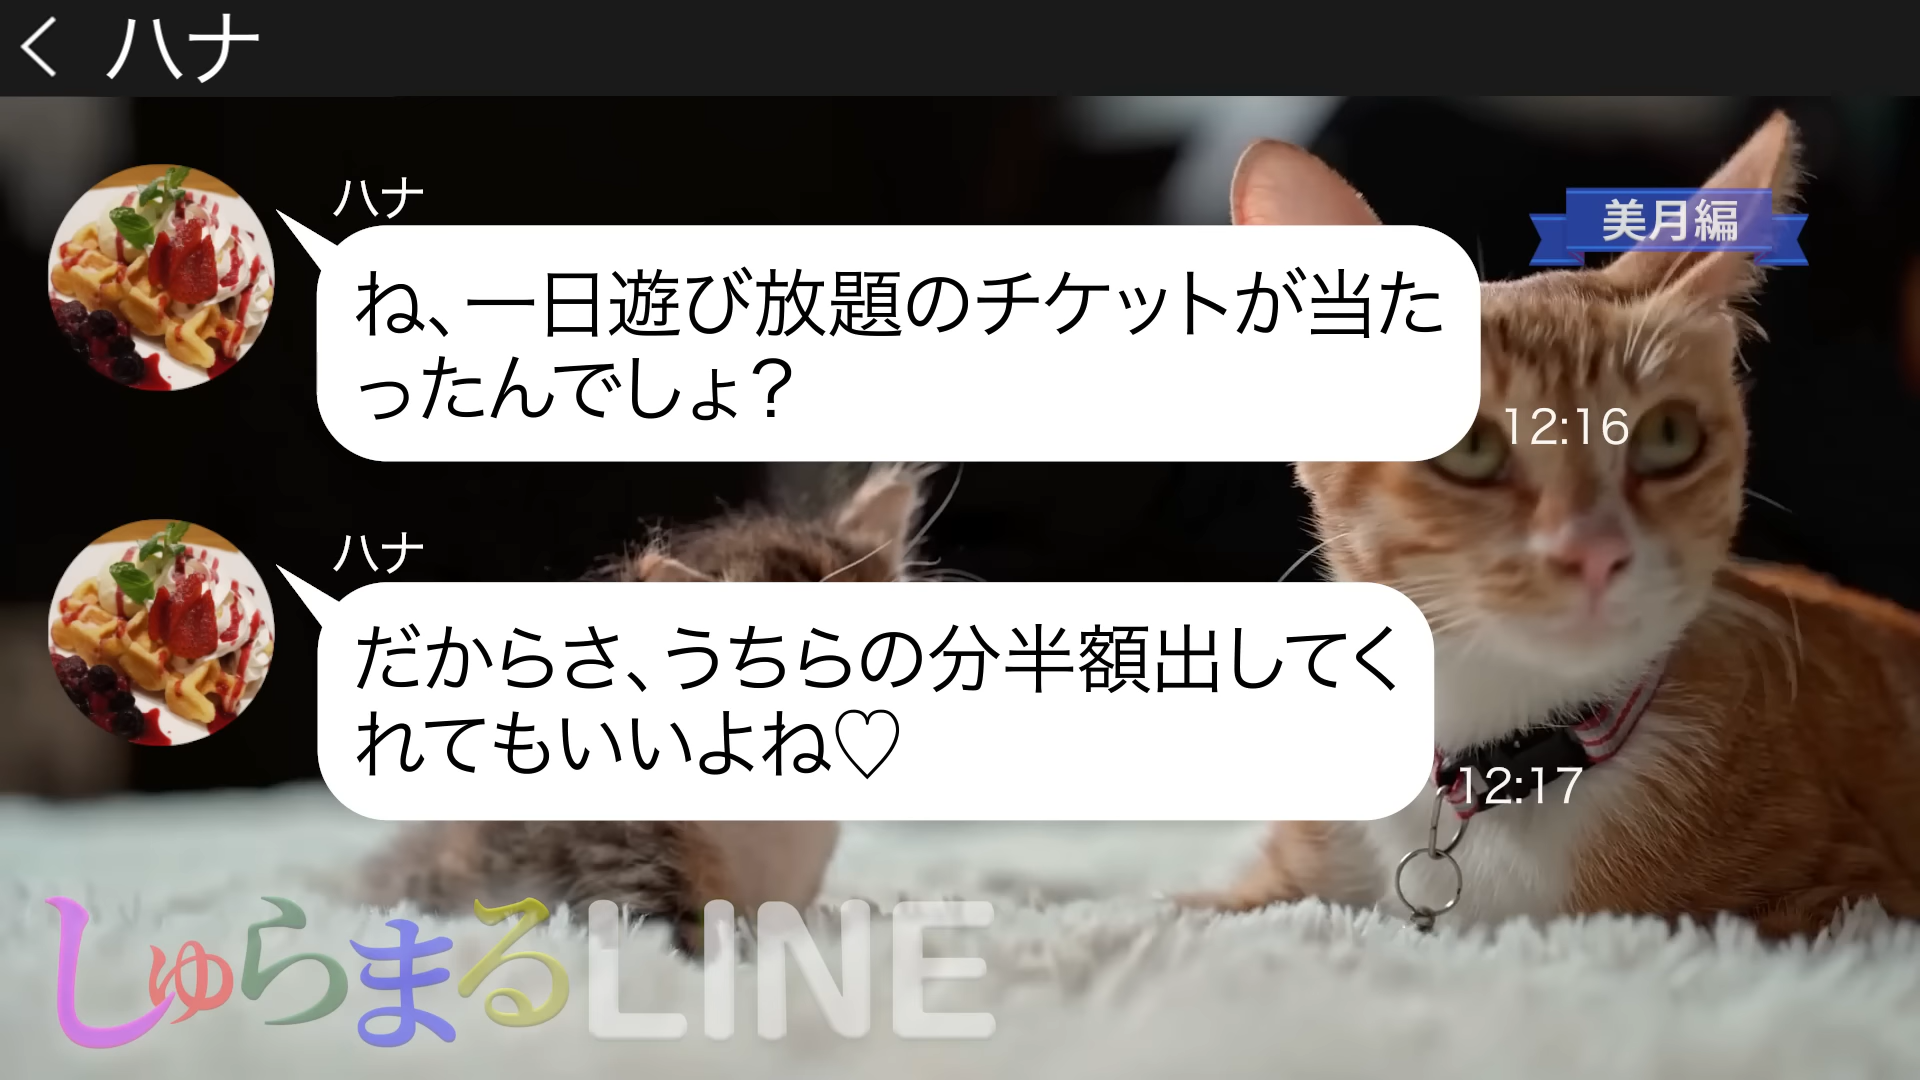 ハナ
ハナ
美月編
ね、一日遊び放題のチケットが当た
ったんでしょ？
12:16
ハナ
だからさ、うちらの分半額出してく
れてもいいよね♡
12:17
しゅらまるLINE